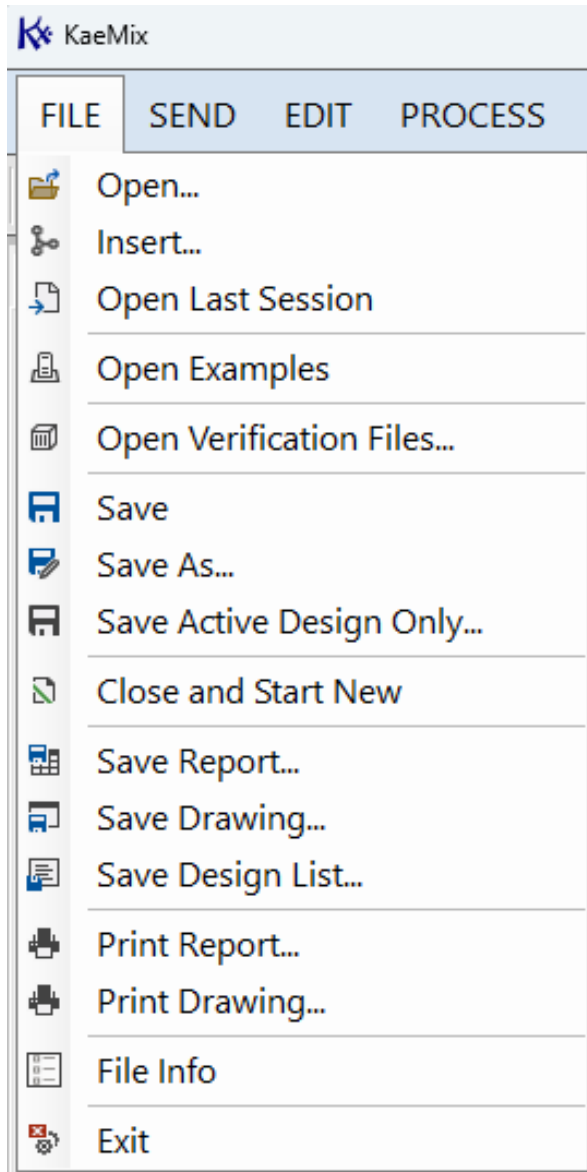 KaeMix
FILE SEND EDIT PROCESS
Open...
Insert...
Open Last Session
Open Examples
Open Verification Files...
Save
Save As...
Save Active Design Only...
Close and Start New
Save Report...
Save Drawing...
Save Design List...
Print Report...
Print Drawing...
File Info
Exit